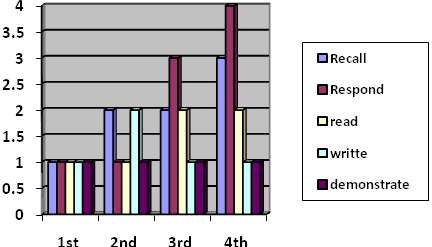 4
3.5
3
2.5
2
1.5
1
0.5
0
1st 2nd 3rd 4th
Recall
Respond
read
writte
demonstrate